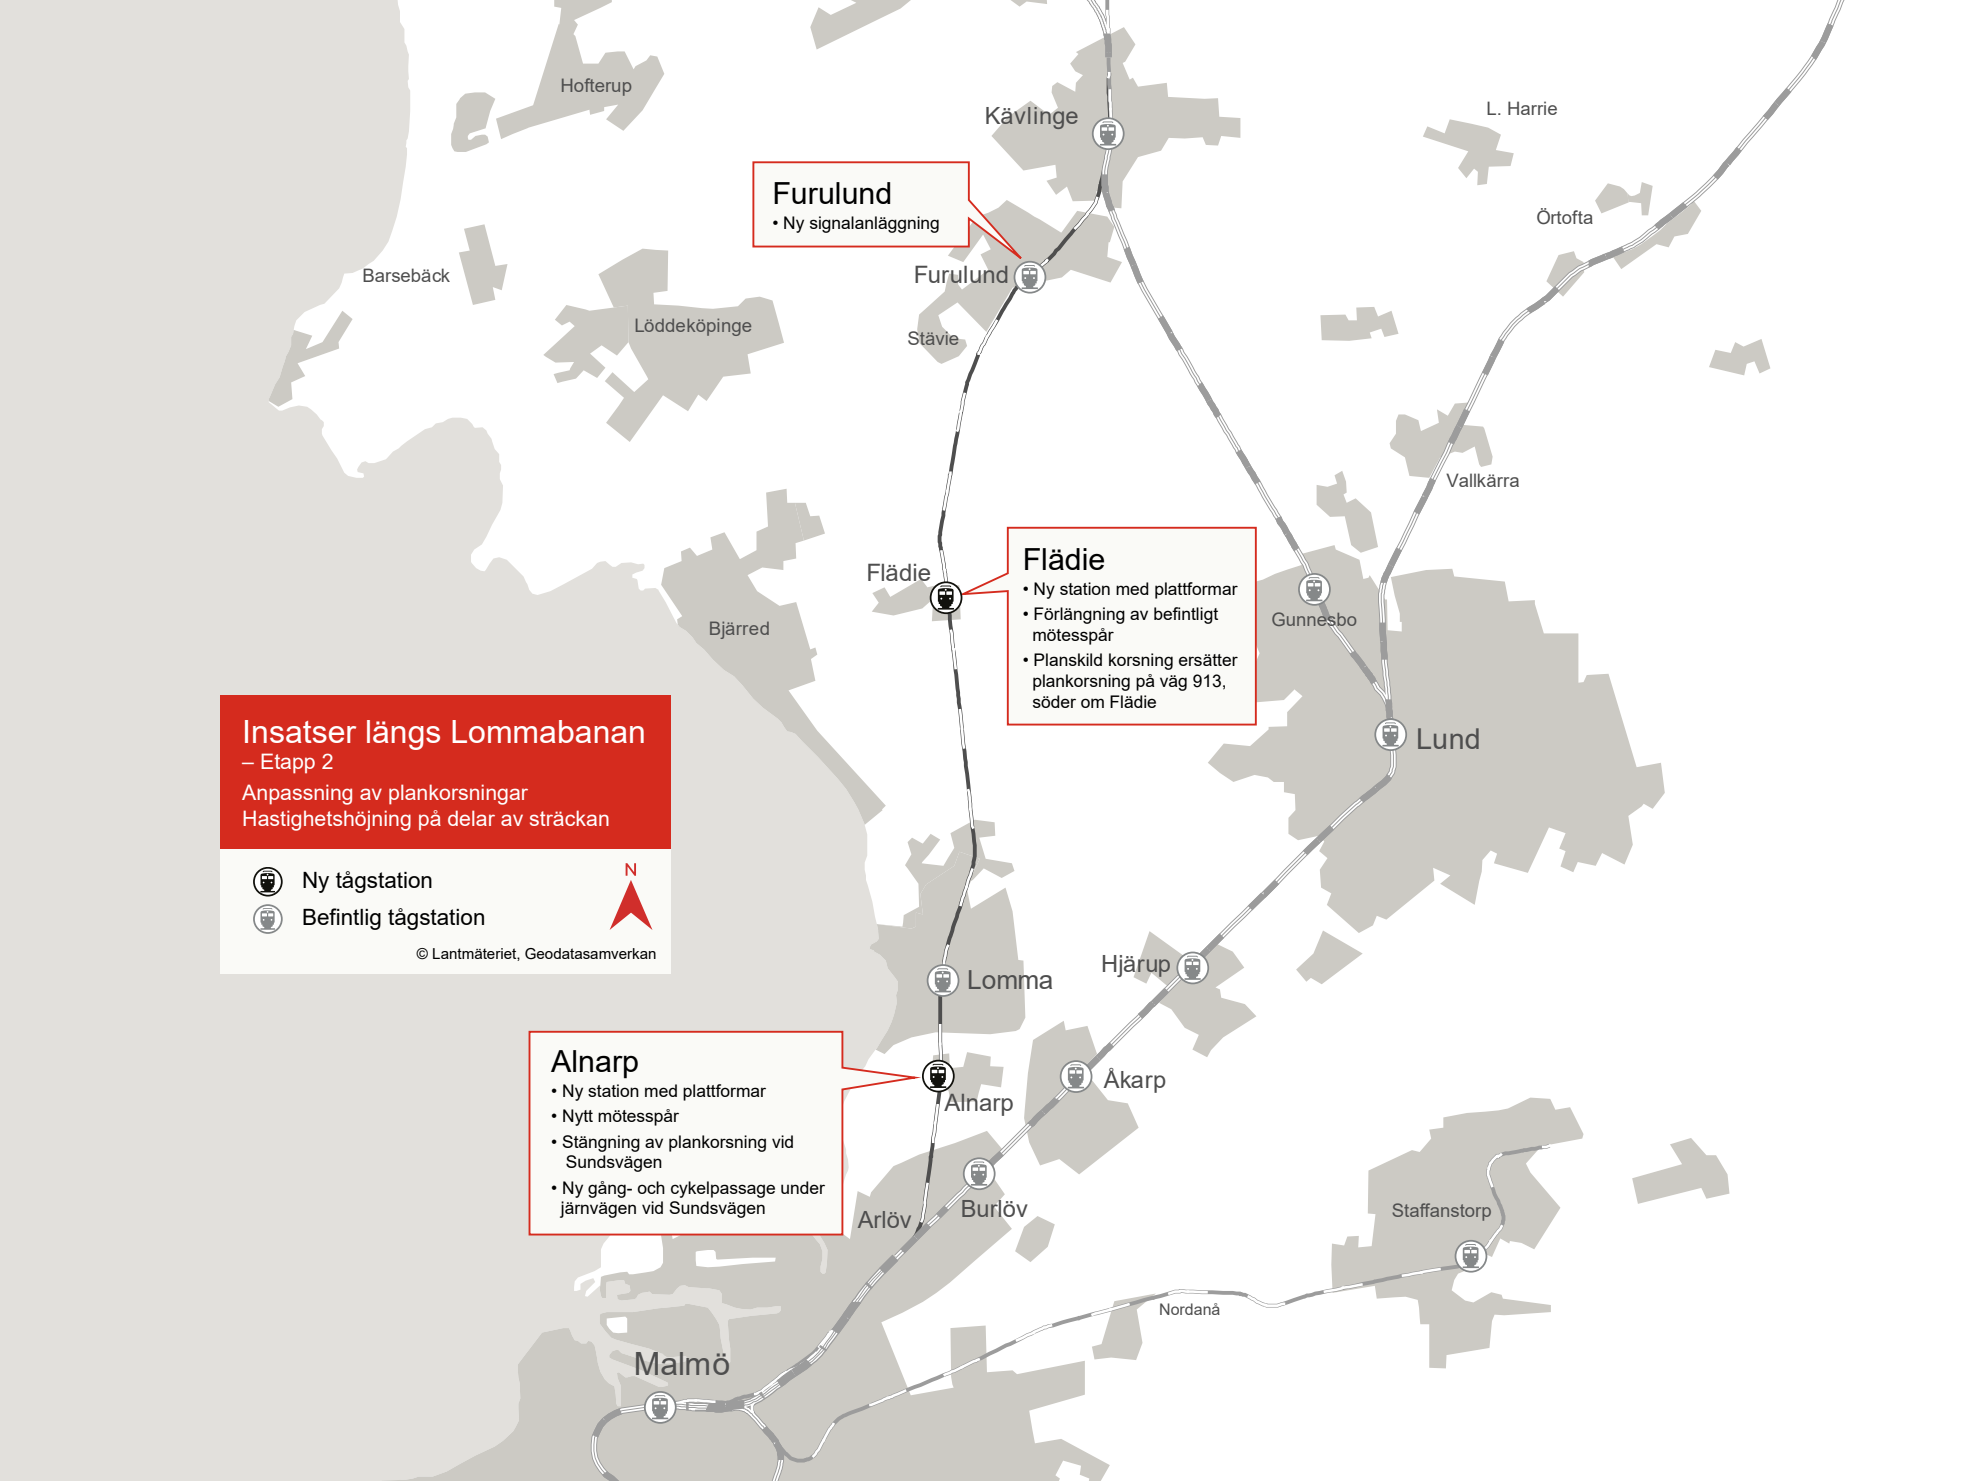 Hofterup
Kävlinge
L. Harrie
Furulund
• Ny signalanläggning
Örtofta
Barsebäck
Furulund
Löddeköpinge
Stävie
Vallkärra
Flädie
Flädie
• Ny station med plattformar
• Förlängning av befintligt
mötesspår
• Planskild korsning ersätter
plankorsning på väg 913,
söder om Flädie
Gunnesbo
Bjärred
Lund
Insatser längs Lommabanan
– Etapp 2
Anpassning av plankorsningar
Hastighetshöjning på delar av sträckan
Ny tågstation
Befintlig tågstation
N
© Lantmäteriet, Geodatasamverkan
Hjärup
Lomma
Alnarp
• Ny station med plattformar
• Nytt mötesspår
• Stängning av plankorsning vid
Sundsvägen
• Ny gång- och cykelpassage under
järnvägen vid Sundsvägen
Åkarp
Alnarp
Arlöv
Burlöv
Staffanstorp
Nordanå
Malmö